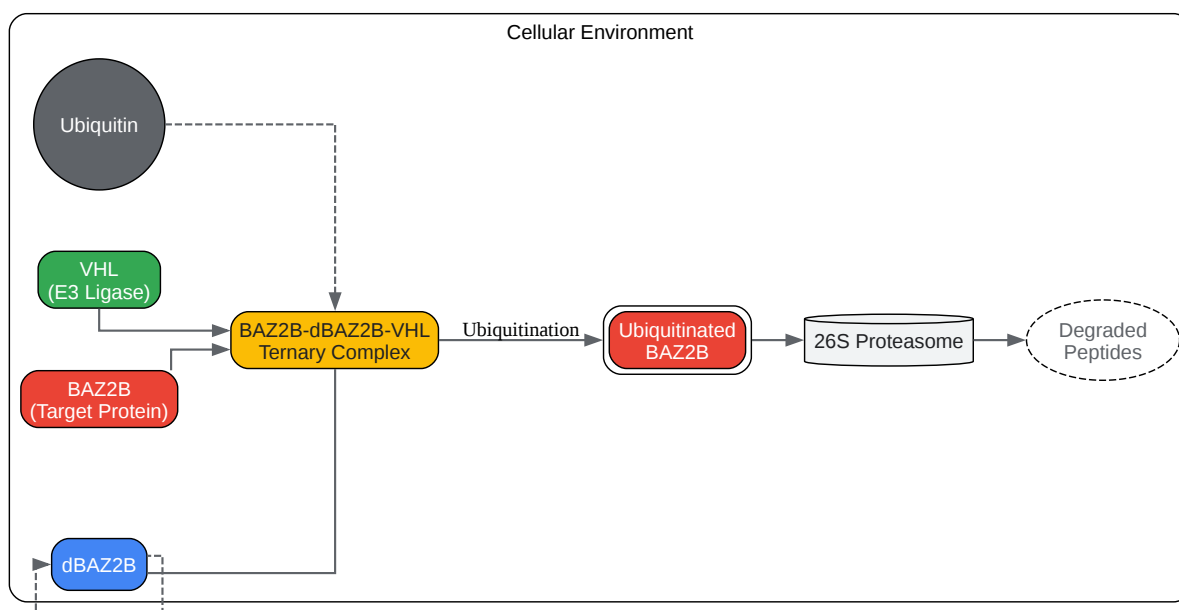 Cellular Environment
Ubiquitin
VHL
(E3 Ligase)
BAZ2B-dBAZ2B-VHL
Ternary Complex
Ubiquitination
Ubiquitinated
BAZ2B
26S Proteasome
Degraded
Peptides
BAZ2B
(Target Protein)
dBAZ2B